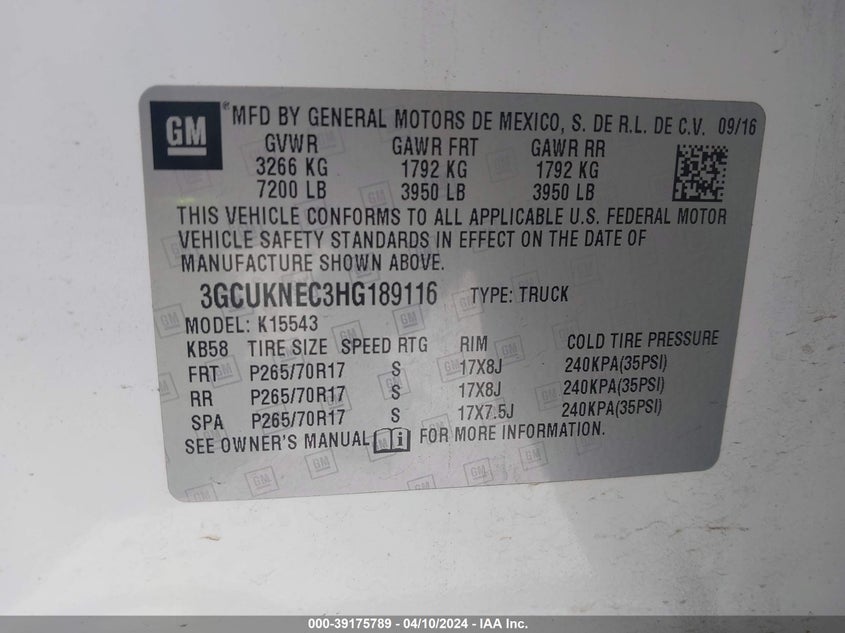 GM ® MFD BY GENERAL MOTORS DE MEXICO, S. DE R.L. DE C.V. 09/16
GVWR GAWR FRT GAWR RR
3266 KG 1792 KG 1792 KG
7200 LB 3950 LB 3950 LB
THIS VEHICLE CONFORMS TO ALL APPLICABLE U.S. FEDERAL MOTOR
VEHICLE SAFETY STANDARDS IN EFFECT ON THE DATE OF
MANUFACTURE SHOWN ABOVE.
3GCUKNEC3HG189116 TYPE: TRUCK
MODEL: K15543
KB58 TIRE SIZE SPEED RTG RIM COLD TIRE PRESSURE
FRT P265/70R17 S 17X8J 240KPA(35PSI)
RR P265/70R17 S 17X8J 240KPA(35PSI)
SPA P265/70R17 S 17X7.5J 240KPA(35PSI)
SEE OWNER'S MANUAL FOR MORE INFORMATION.
000-39175789 - 04/10/2024 - IAA Inc.